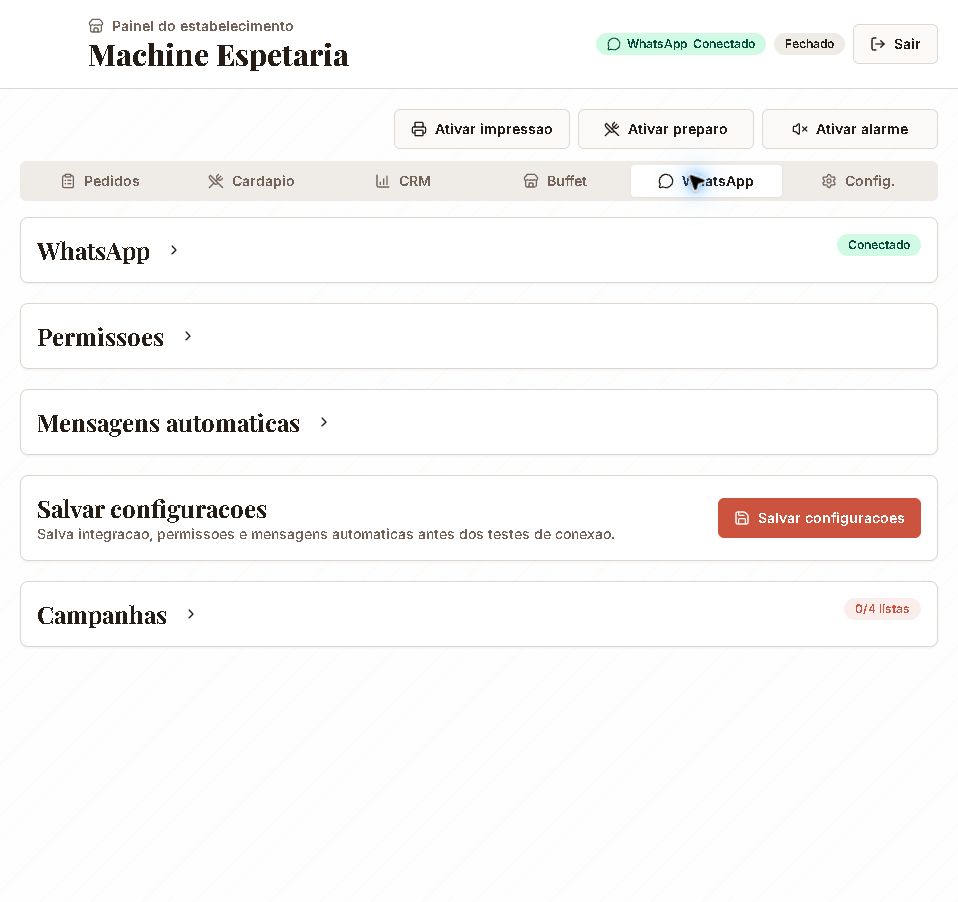 Painel do estabelecimento
Machine Espetaria
WhatsApp Conectado
Fechado
Sair
Ativar impressao
Ativar preparo
Ativar alarme
Pedidos
Cardapio
CRM
Buffet
WhatsApp
Config.
WhatsApp
Conectado
Permissoes
Mensagens automaticas
Salvar configuracoes
Salva integracao, permissoes e mensagens automaticas antes dos testes de conexao.
Salvar configuracoes
Campanhas
0/4 listas